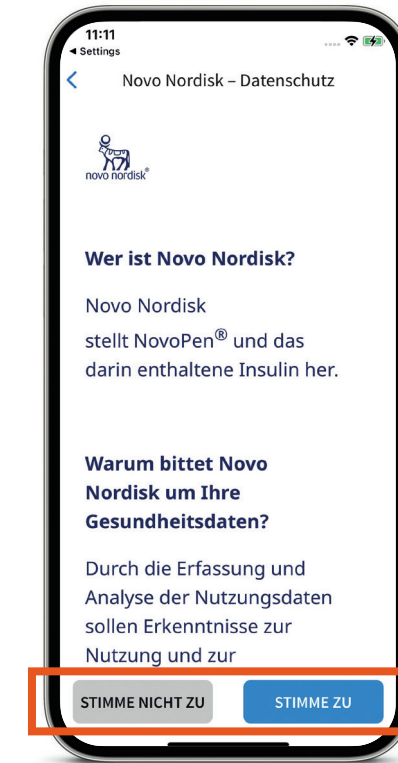 11:11
◀ Settings
Novo Nordisk – Datenschutz
novo nordisk®
Wer ist Novo Nordisk?
Novo Nordisk
stellt NovoPen® und das
darin enthaltene Insulin her.
Warum bittet Novo
Nordisk um Ihre
Gesundheitsdaten?
Durch die Erfassung und
Analyse der Nutzungsdaten
sollen Erkenntnisse zur
Nutzung und zur
STIMME NICHT ZU
STIMME ZU